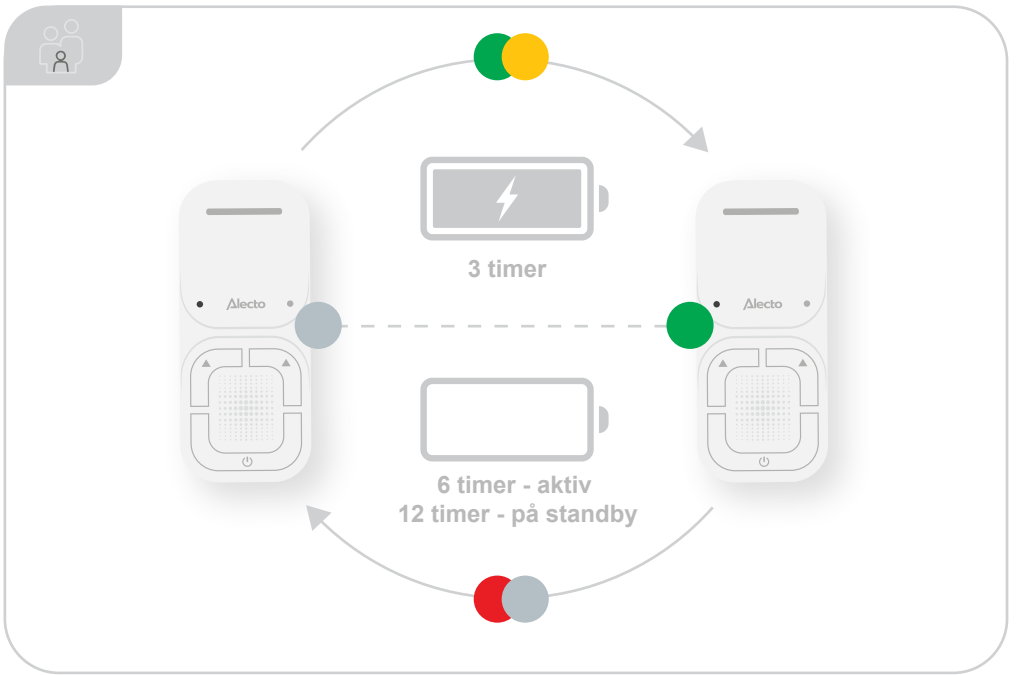 3 timer
Alecto
Alecto
6 timer - aktiv
12 timer - på standby